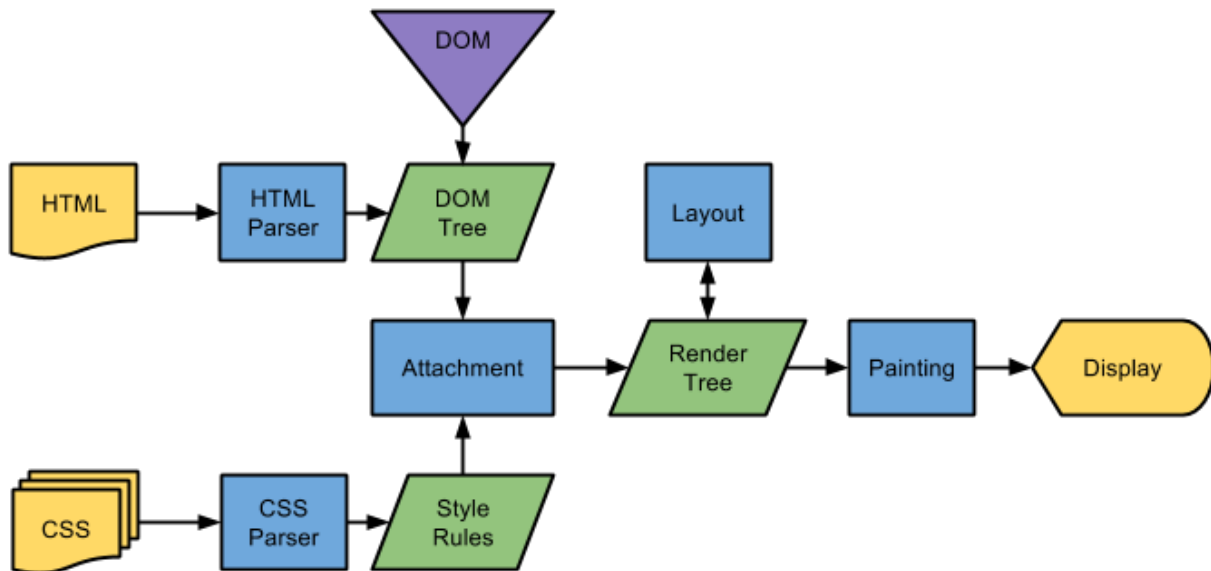 DOM
HTML
HTML
Parser
DOM
Tree
Layout
Attachment
Render
Tree
Painting
Display
CSS
CSS
Parser
Style
Rules